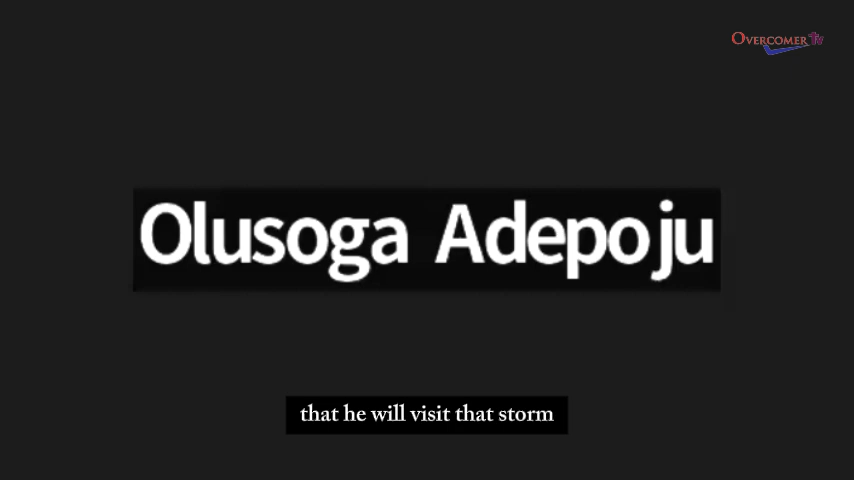 OVERCOMER TV
Olusoga Adepoju
that he will visit that storm